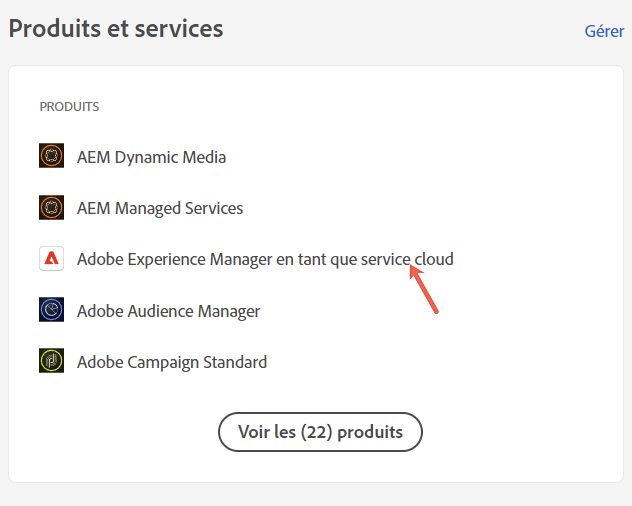 Produits et services
Gérer
PRODUITS
AEM Dynamic Media
AEM Managed Services
Adobe Experience Manager en tant que service cloud
Adobe Audience Manager
Adobe Campaign Standard
Voir les (22) produits